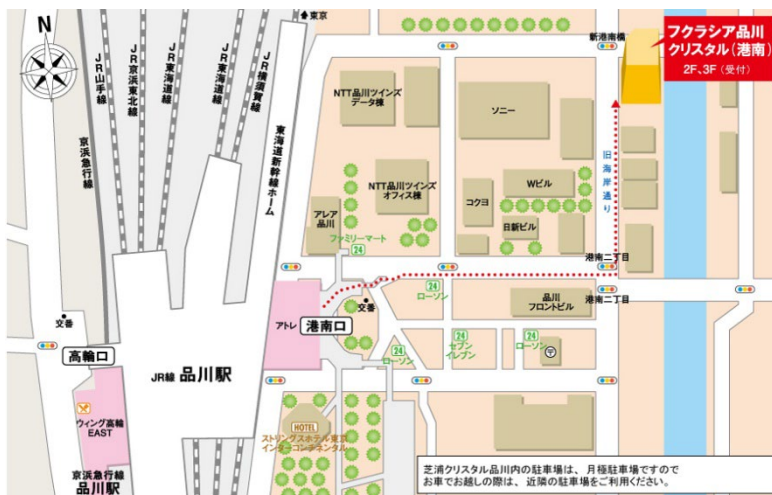 N
東京
JR山手線
JR京浜東北線
JR東海道線
JR東海道線
JR横須賀線
京浜急行線
東海道新幹線ホーム
新港南橋
フクラシア品川
クリスタル(港南)
2F、3F(受付)
NTT品川ツインズ
データ棟
ソニー
NTT品川ツインズ
オフィス棟
Wビル
コクヨ
日新ビル
旧海岸通り
アレア
品川
ファミリーマート
24
港南二丁目
24
ローソン
品川
フロントビル
港南二丁目
交番
アトレ
港南口
交番
高輪口
24
ローソン
24
セブン
イレブン
24
ローソン
〒
JR線 品川駅
ウィング高輪
EAST
HOTEL
ストリングスホテル東京
インターコンチネンタル
京浜急行線
品川駅
芝浦クリスタル品川内の駐車場は、月極駐車場ですので
お車でお越しの際は、近隣の駐車場をご利用ください。